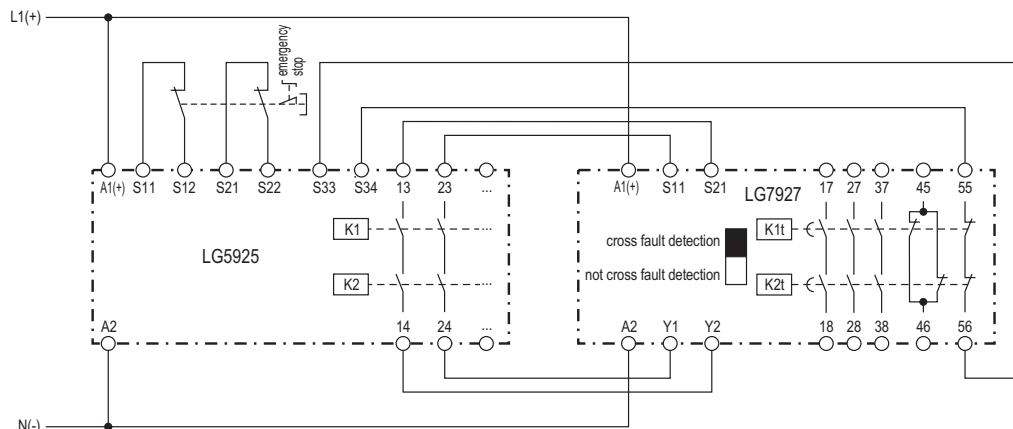 L1(+)
emergency
stop
A1(+) S11 S12 S21 S22 S33 S34 13 23 ...
A1(+) S11 S21 17 27 37 45 55
LG7927
K1 ...
cross fault detection
K1t
LG5925
not cross fault detection
K2 ...
K2t
A2 14 24 ...
A2 Y1 Y2 18 28 38 46 56
N(-)